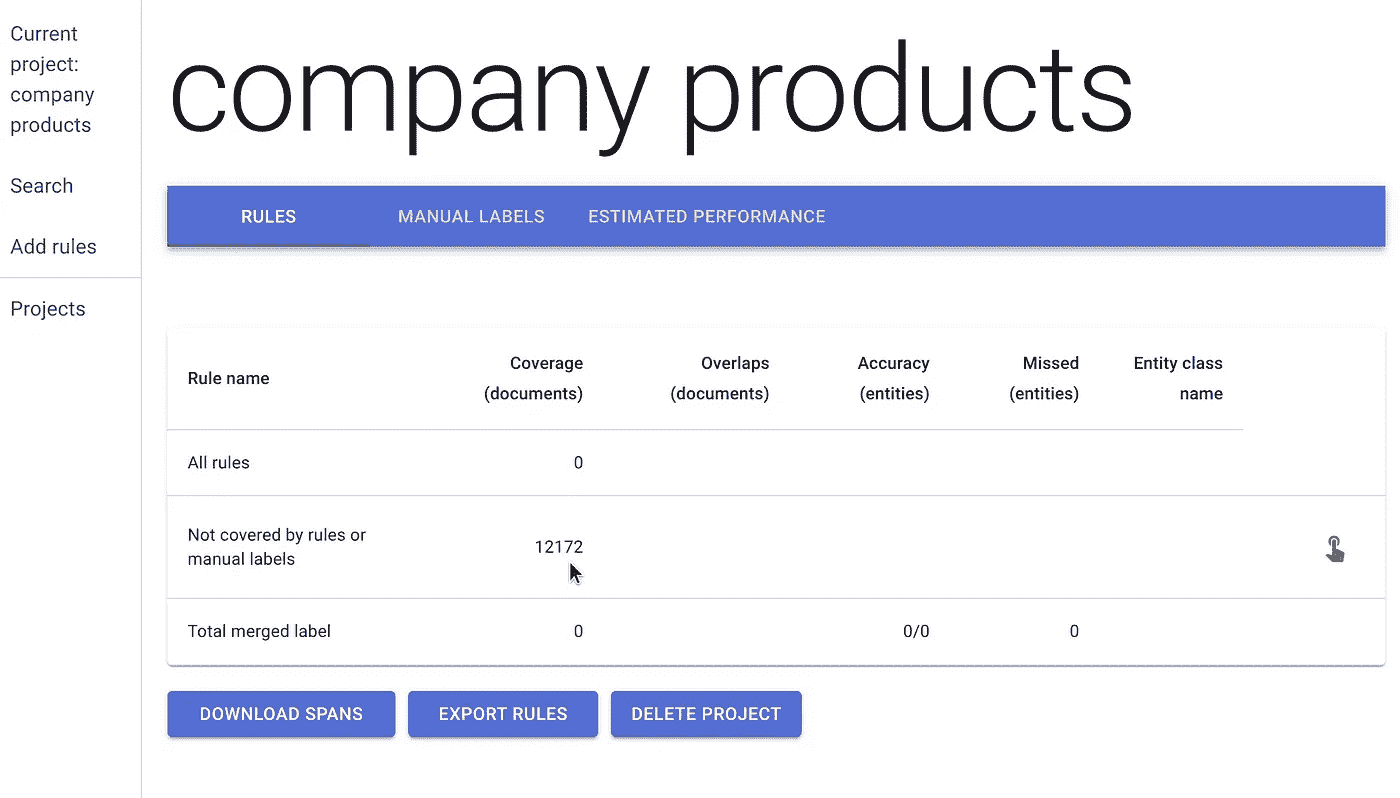 Current
project:
company
products
Search
Add rules
Projects
company products
RULES MANUAL LABELS ESTIMATED PERFORMANCE
Rule name Coverage (documents) Overlaps (documents) Accuracy (entities) Missed (entities) Entity class name
All rules 0
Not covered by rules or
manual labels 12172
Total merged label 0 0/0 0
DOWNLOAD SPANS EXPORT RULES DELETE PROJECT